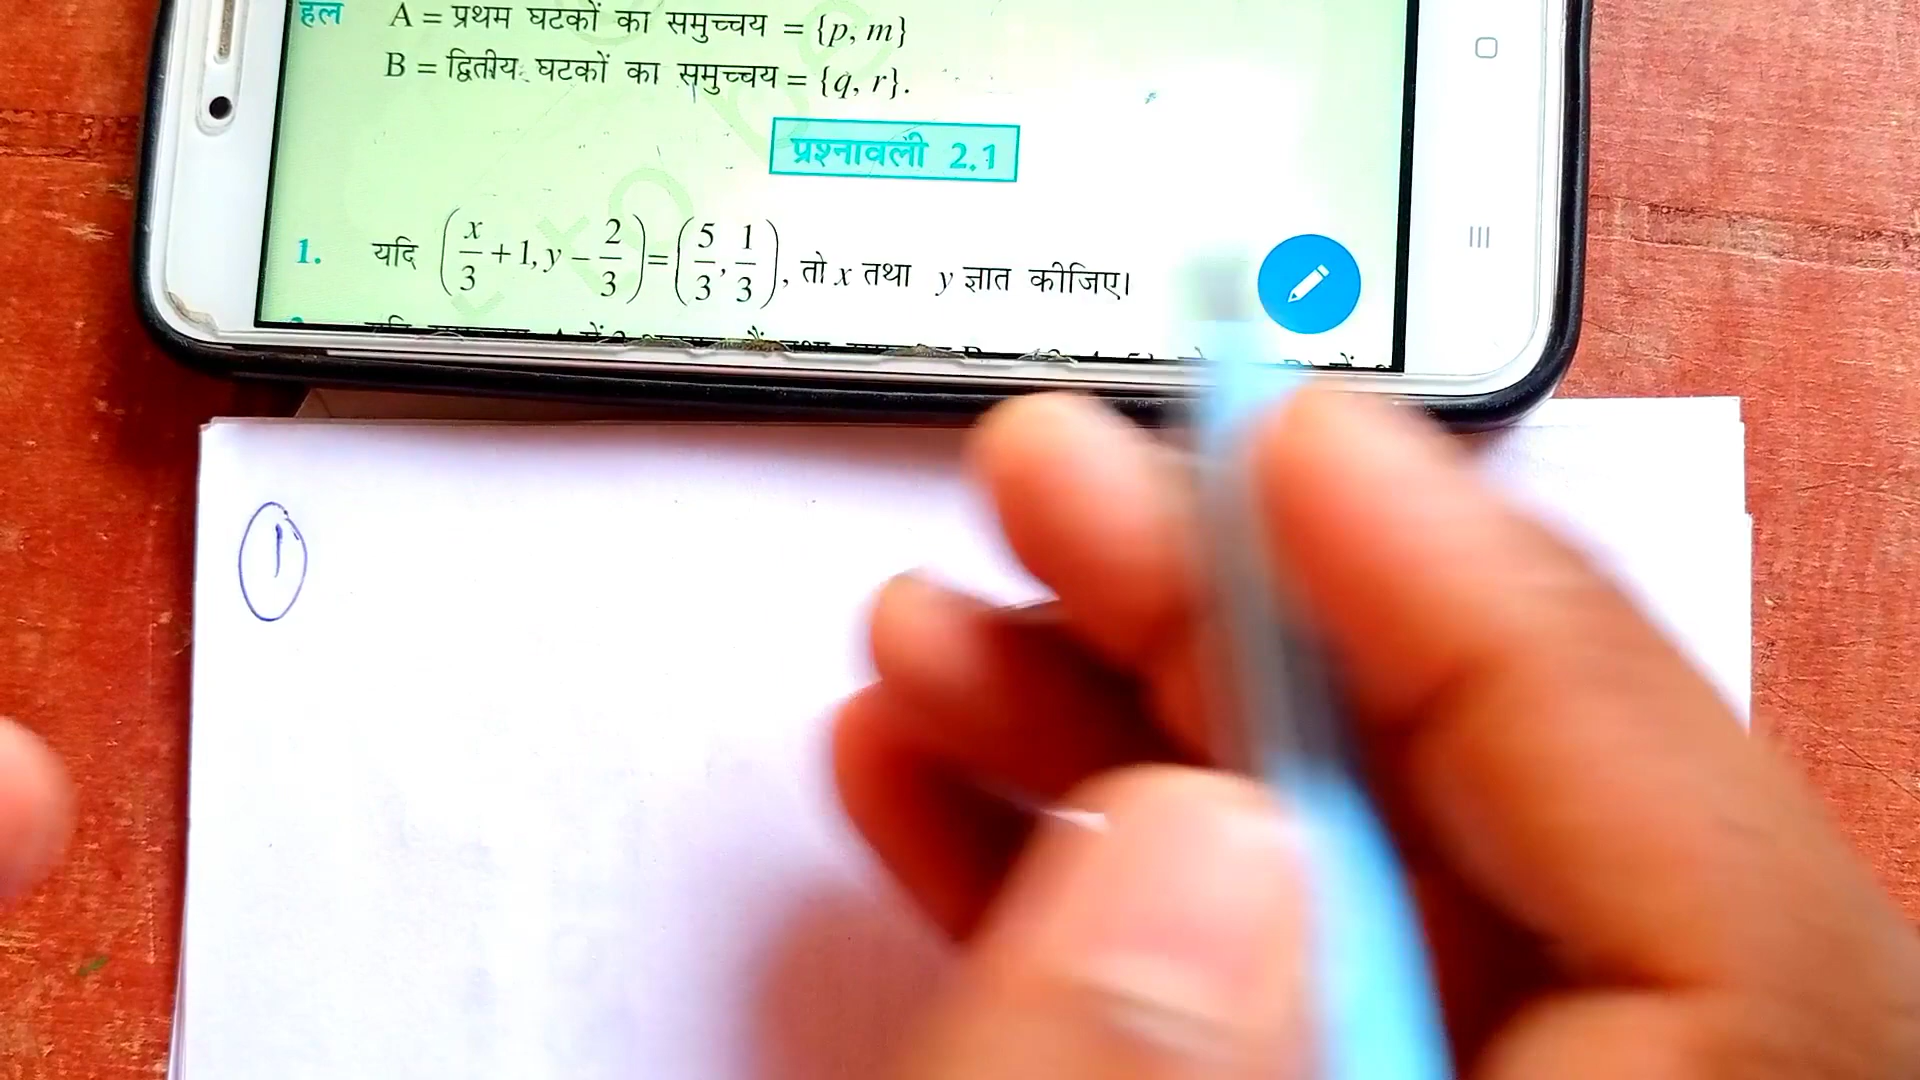 हल A = प्रथम घटकों का समुच्चय = {p, m}
B = द्वितीय घटकों का समुच्चय = {q, r}.
प्रश्नावली 2.1
1. यदि (x/3 + 1, y – 2/3) = (5/3, 1/3), तो x तथा y ज्ञात कीजिए।
1